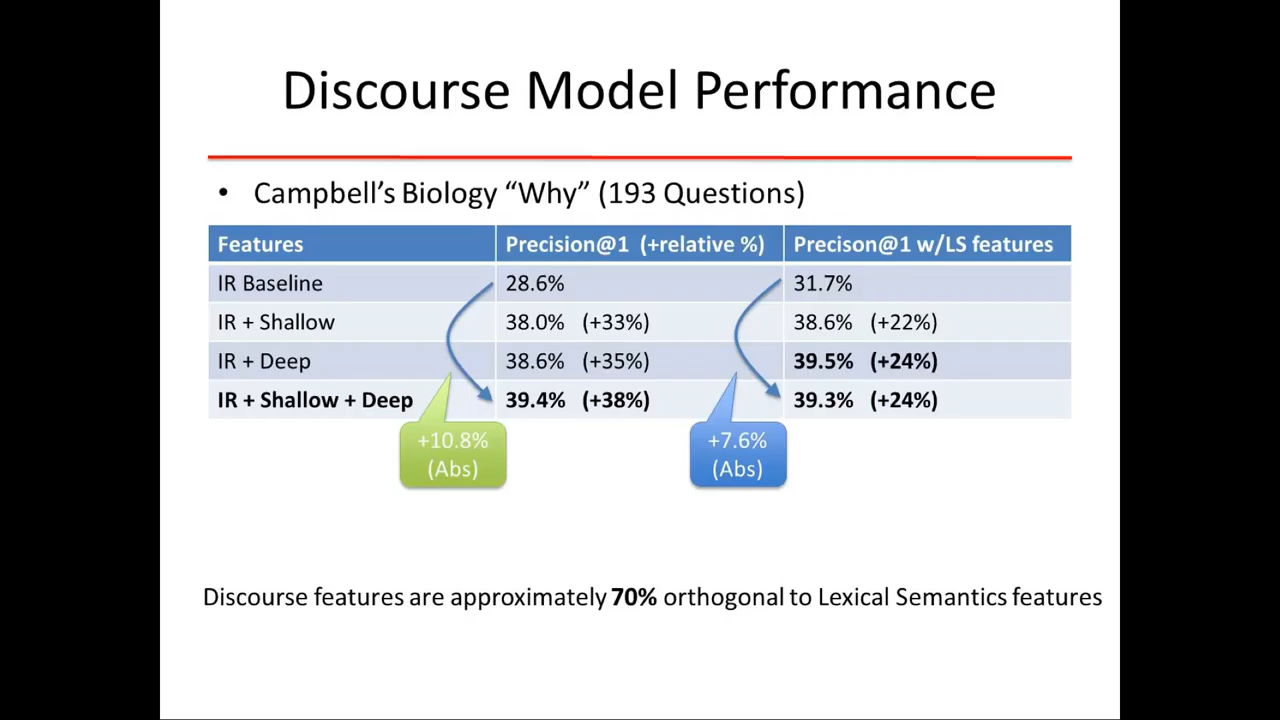 Discourse Model Performance
• Campbell's Biology “Why” (193 Questions)
Features Precision@1 (+relative %) Precison@1 w/LS features
IR Baseline 28.6% 31.7%
IR + Shallow 38.0% (+33%) 38.6% (+22%)
IR + Deep 38.6% (+35%) 39.5% (+24%)
IR + Shallow + Deep 39.4% (+38%) 39.3% (+24%)
+10.8% +7.6%
(Abs) (Abs)
Discourse features are approximately 70% orthogonal to Lexical Semantics features